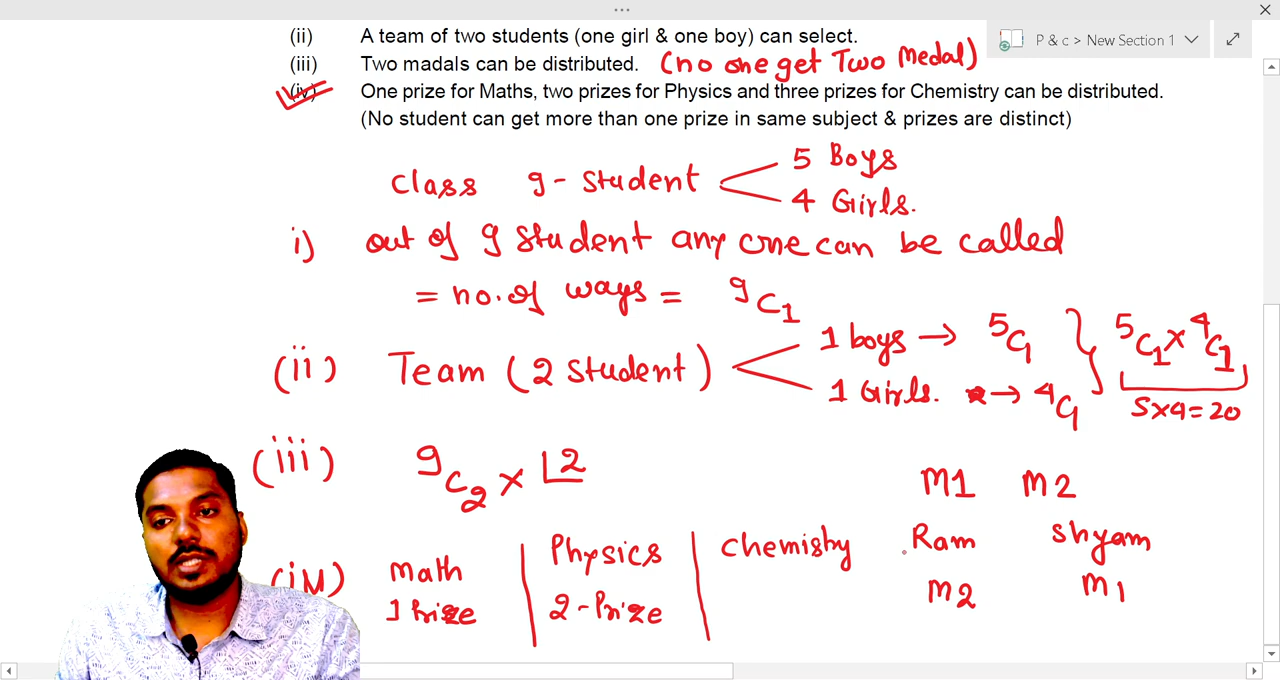 (ii) A team of two students (one girl & one boy) can select.
P & c > New Section 1
(iii) Two madals can be distributed. (no one get Two Medal)
(iv) One prize for Maths, two prizes for Physics and three prizes for Chemistry can be distributed.
(No student can get more than one prize in same subject & prizes are distinct)
class 9 - student
5 Boys
4 Girls.
i) out of 9 student any one can be called
= no. of ways = ⁹C₁
(ii) Team (2 student)
1 boys → ⁵C₁
1 Girls. → ⁴C₁
⁵C₁ × ⁴C₁
5×4=20
(iii) ⁹C₂ × ∟2
m1 m2
Ram Shyam
m2 m1
(iv) math Physics chemistry
1 Prize 2-Prize